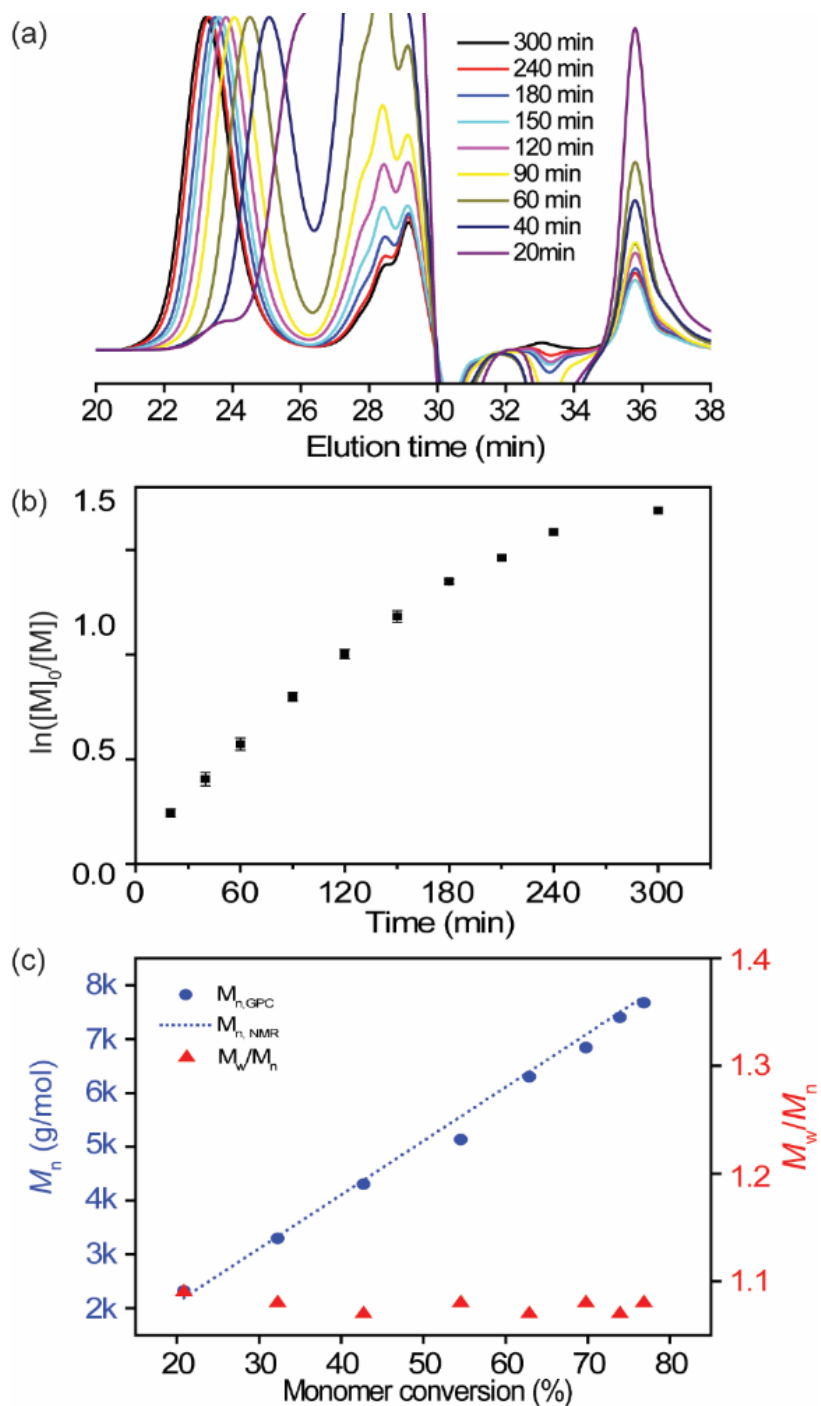 (a)
300 min
240 min
180 min
150 min
120 min
90 min
60 min
40 min
20min
20 22 24 26 28 30 32 34 36 38
Elution time (min)
(b)
1.5
1.0
0.5
0.0
ln([M]₀/[M])
0 60 120 180 240 300
Time (min)
(c)
8k
7k
6k
5k
4k
3k
2k
Mₙ (g/mol)
Mn,GPC
Mn, NMR
Mw/Mn
1.4
1.3
1.2
1.1
Mw/Mn
20 30 40 50 60 70 80
Monomer conversion (%)